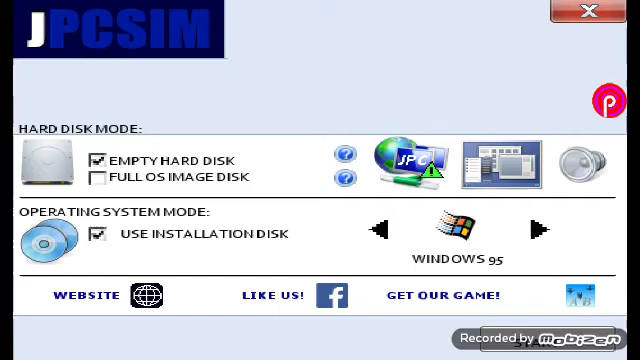 JPCSIM
HARD DISK MODE:
EMPTY HARD DISK
FULL OS IMAGE DISK
JPC
OPERATING SYSTEM MODE:
USE INSTALLATION DISK
WINDOWS 95
WEBSITE
LIKE US!
GET OUR GAME!
Recorded by Mobizen